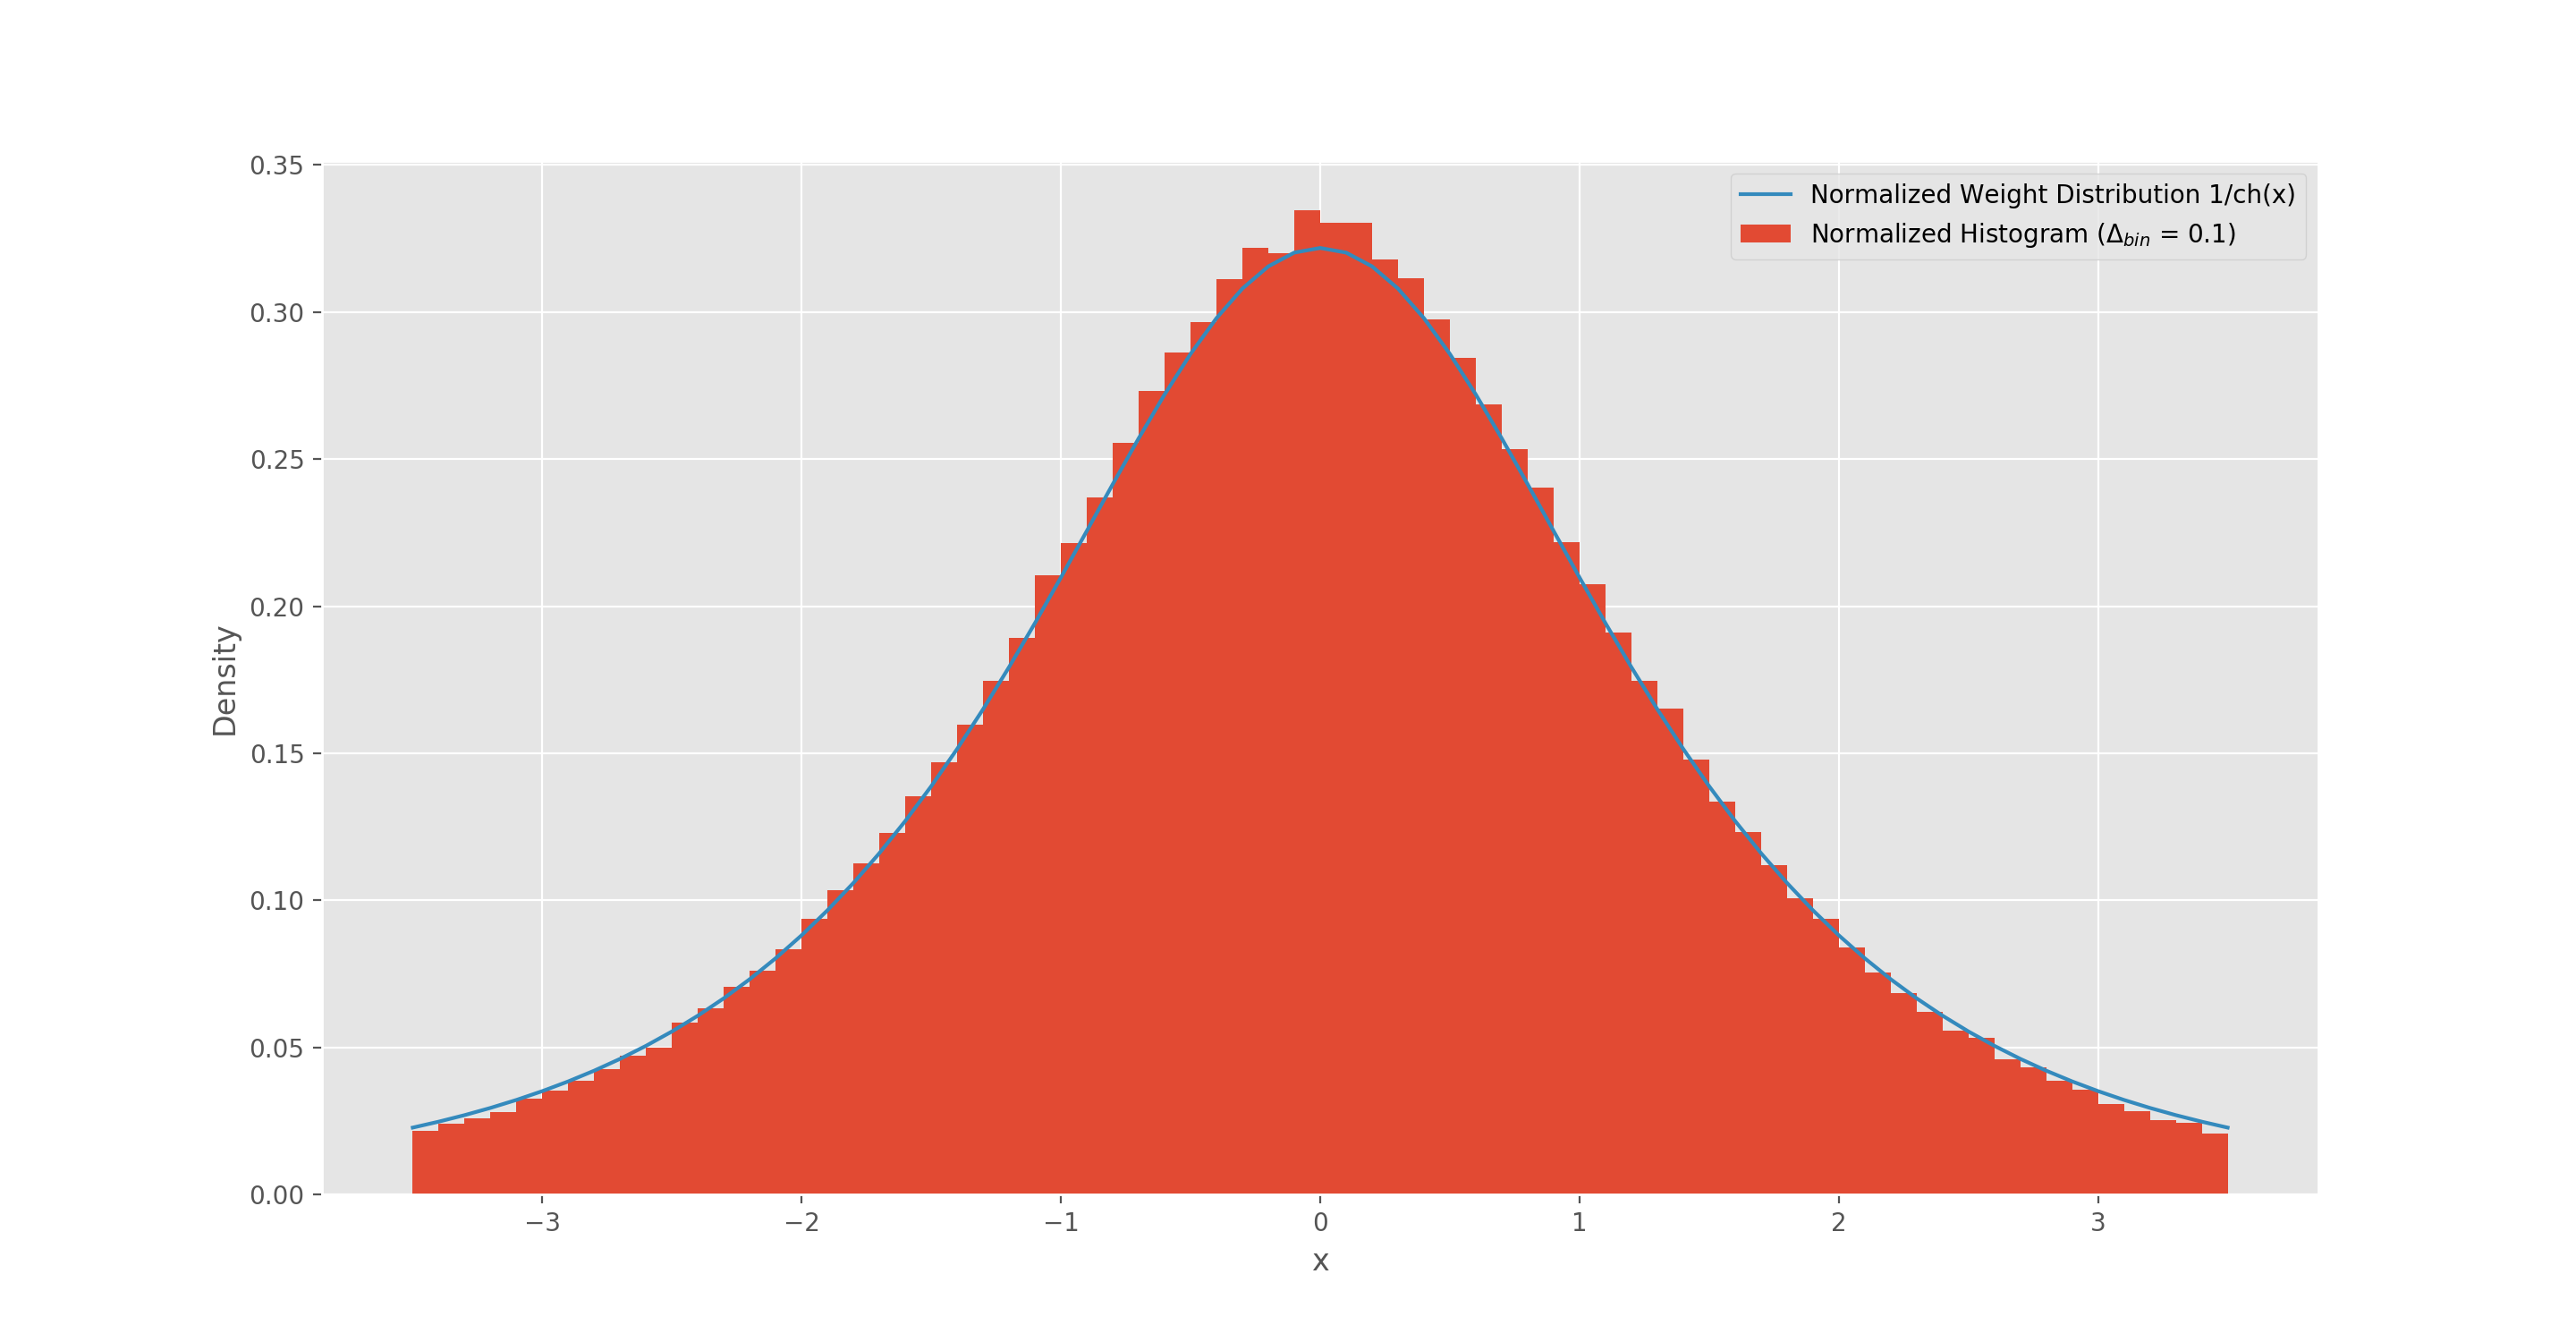 Normalized Weight Distribution 1/ch(x)
Normalized Histogram (Δbin = 0.1)
0.35
0.30
0.25
0.20
0.15
0.10
0.05
0.00
Density
−3 −2 −1 0 1 2 3
x